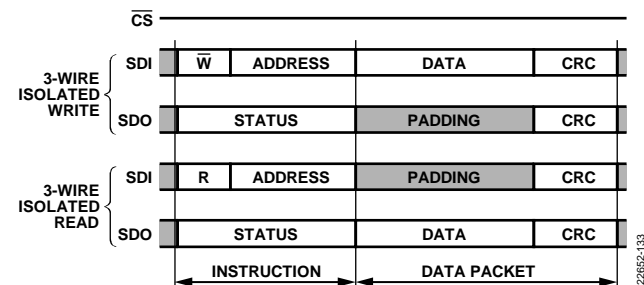 CS
3-WIRE
ISOLATED
WRITE
SDI W ADDRESS DATA CRC
SDO STATUS PADDING CRC
3-WIRE
ISOLATED
READ
SDI R ADDRESS PADDING CRC
SDO STATUS DATA CRC
INSTRUCTION DATA PACKET
22652-133